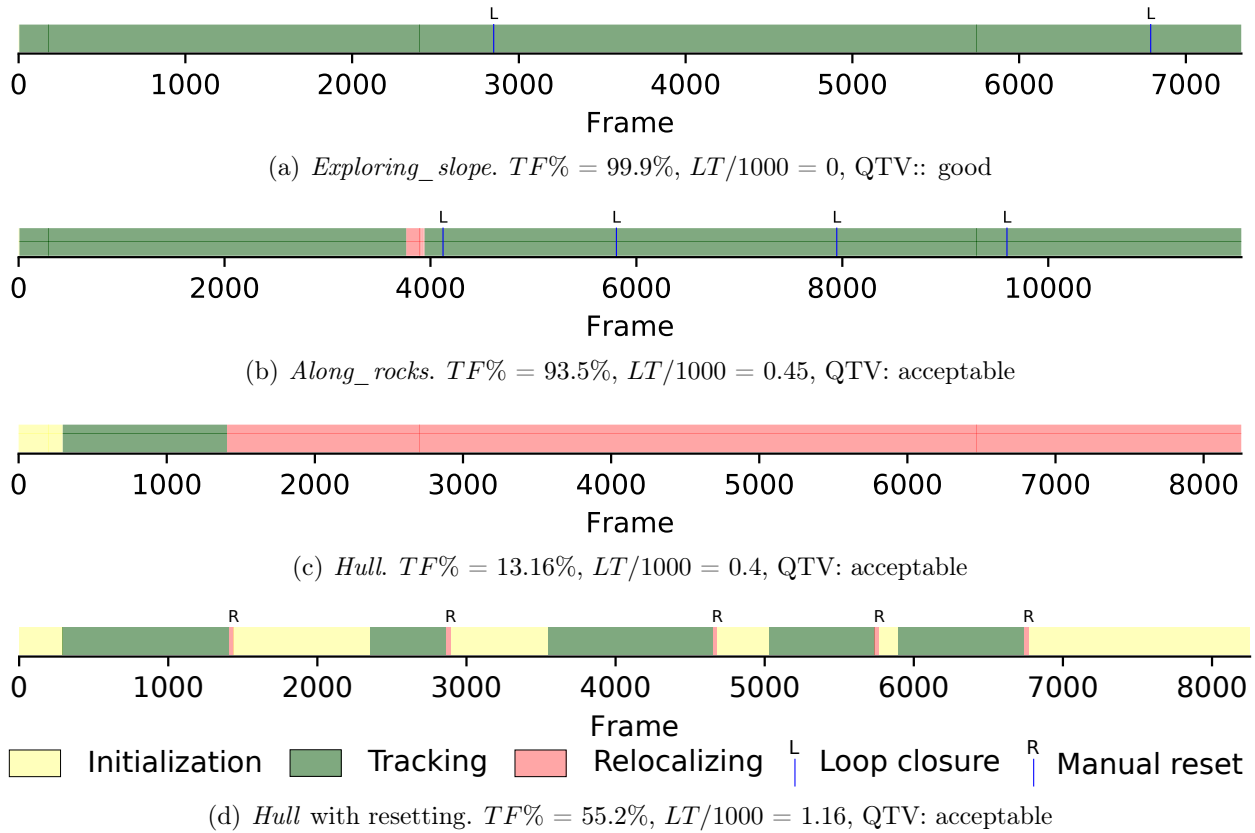 L L
0 1000 2000 3000 4000 5000 6000 7000
Frame
(a) Exploring_slope. TF% = 99.9%, LT/1000 = 0, QTV:: good
L L L L
0 2000 4000 6000 8000 10000
Frame
(b) Along_rocks. TF% = 93.5%, LT/1000 = 0.45, QTV: acceptable
0 1000 2000 3000 4000 5000 6000 7000 8000
Frame
(c) Hull. TF% = 13.16%, LT/1000 = 0.4, QTV: acceptable
R R R R R
0 1000 2000 3000 4000 5000 6000 7000 8000
Frame
Initialization Tracking Relocalizing L Loop closure R Manual reset
(d) Hull with resetting. TF% = 55.2%, LT/1000 = 1.16, QTV: acceptable